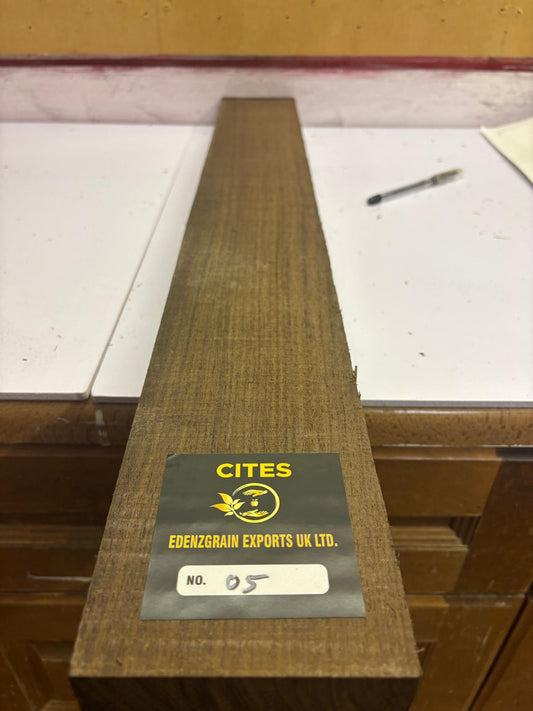 CITES
EDENZGRAIN EXPORTS UK LTD.
NO. 05